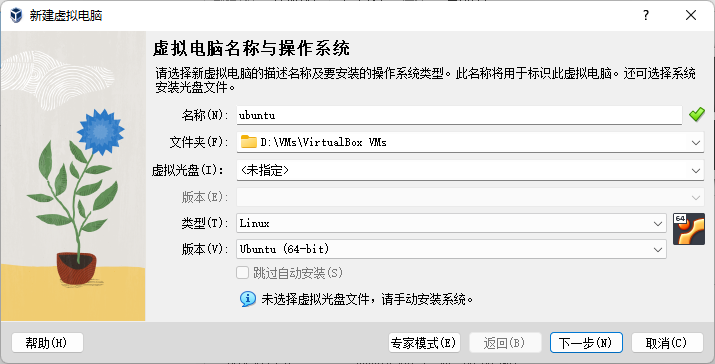 新建虚拟电脑
虚拟电脑名称与操作系统
请选择新虚拟电脑的描述名称及要安装的操作系统类型。此名称将用于标识此虚拟电脑。还可选择系统
安装光盘文件。
名称(N): ubuntu
文件夹(F): D:\VMs\VirtualBox VMs
虚拟光盘(I): <未指定>
版本(E):
类型(T): Linux
64
版本(V): Ubuntu (64-bit)
跳过自动安装(S)
未选择虚拟光盘文件，请手动安装系统。
帮助(H) 专家模式(E) 返回(B) 下一步(N) 取消(C)